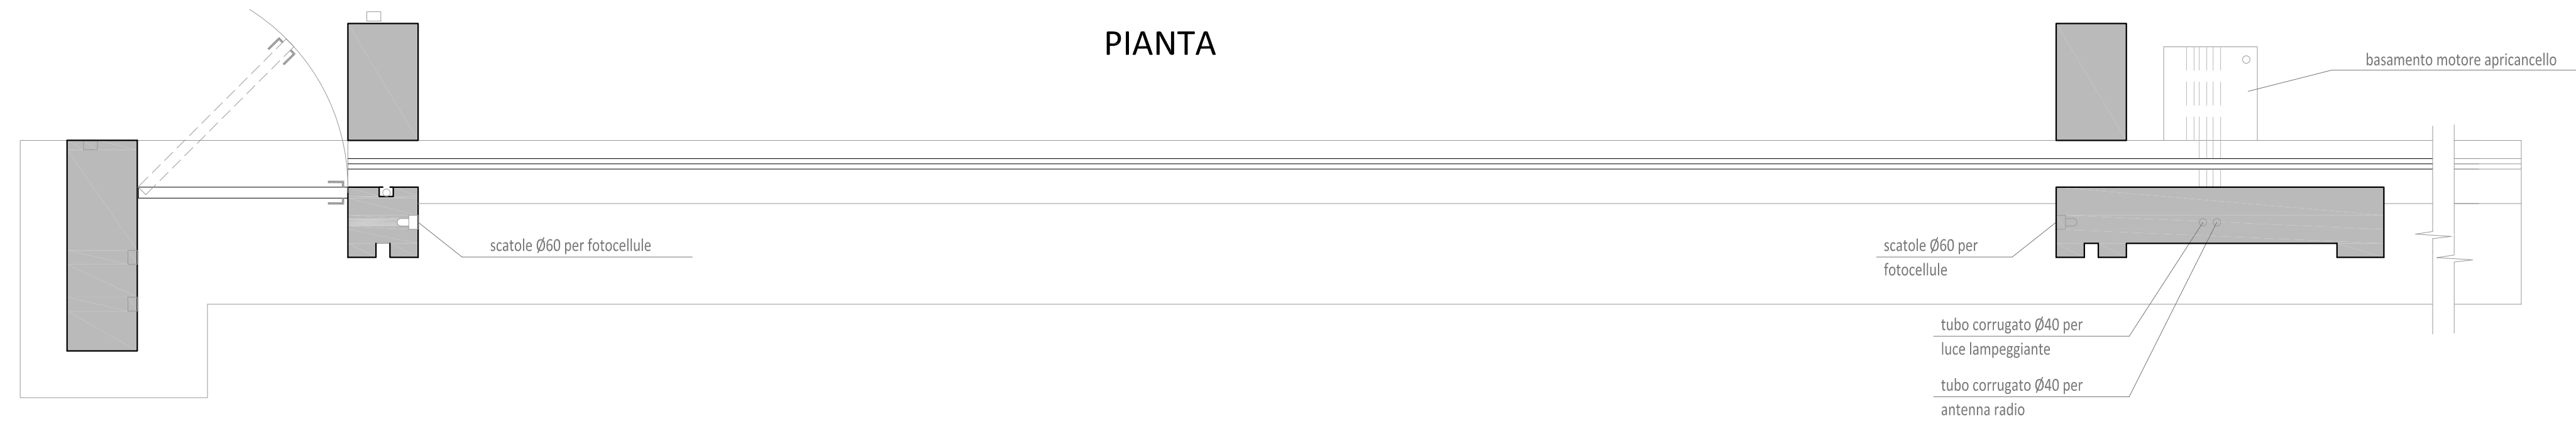 PIANTA
basamento motore apricancello
scatole Ø60 per fotocellule
scatole Ø60 per
fotocellule
tubo corrugato Ø40 per
luce lampeggiante
tubo corrugato Ø40 per
antenna radio